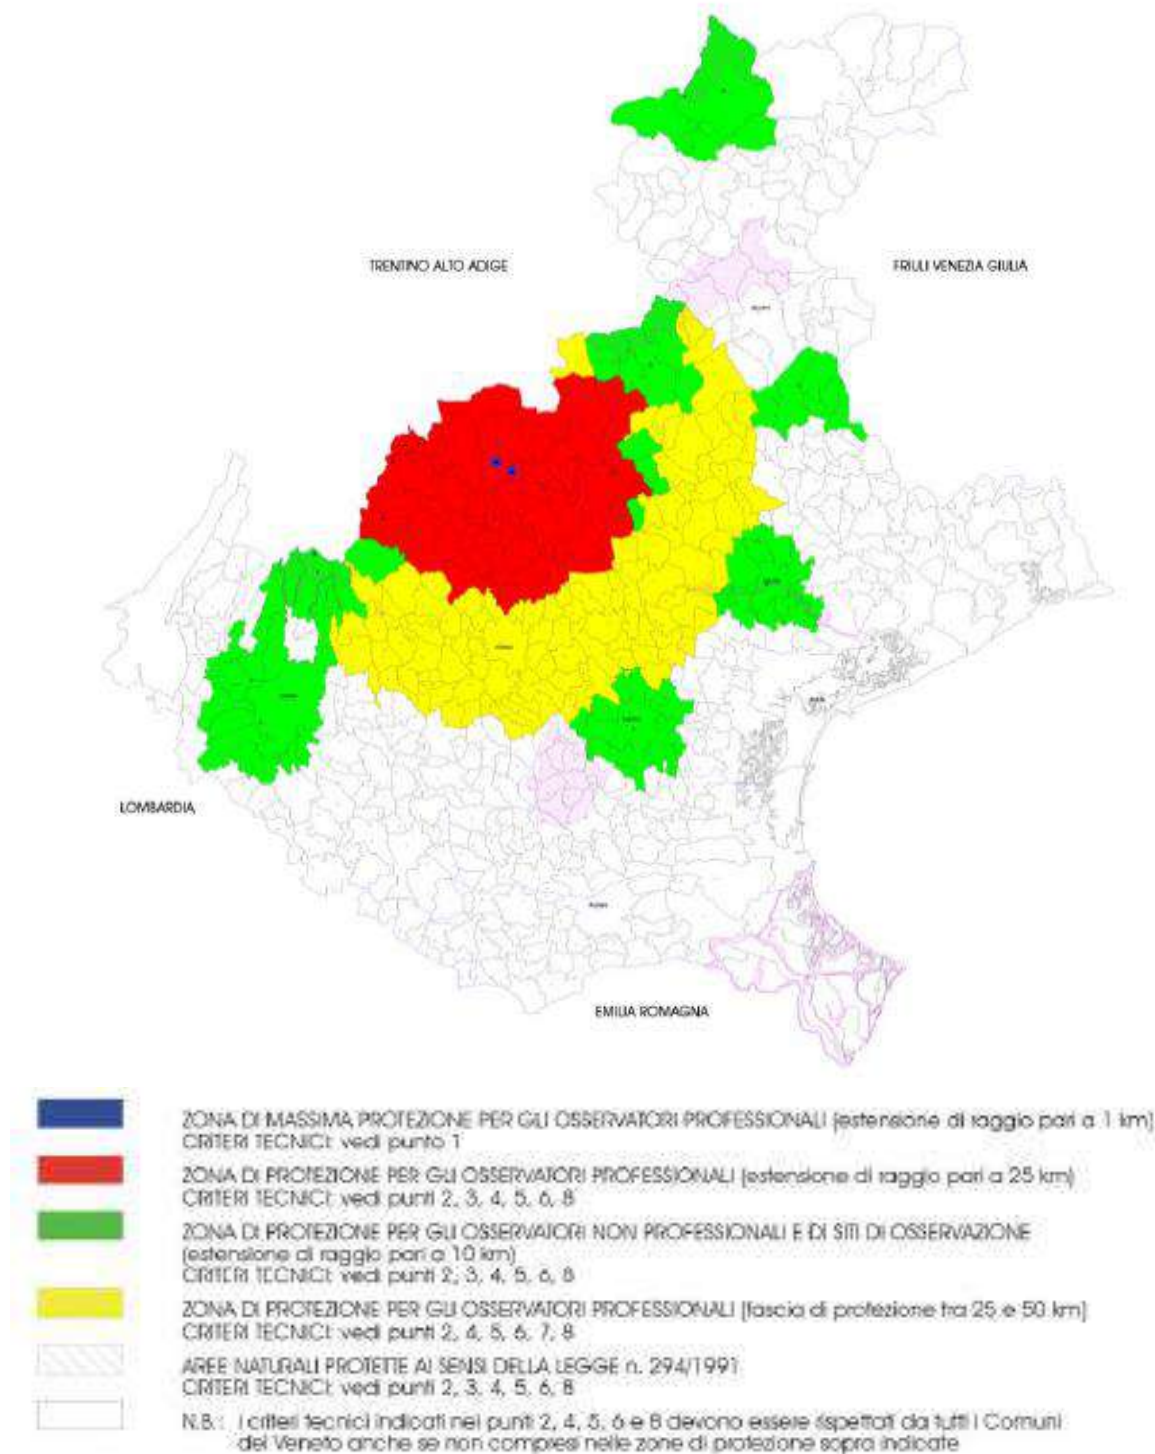 TRENTINO ALTO ADIGE
FRIULI VENEZIA GIULIA
LOMBARDIA
EMILIA ROMAGNA
ZONA DI MASSIMA PROTEZIONE PER GLI OSSERVATORI PROFESSIONALI (estensione di raggio pari a 1 km)
CRITERI TECNICI: vedi punto 1
ZONA DI PROTEZIONE PER GLI OSSERVATORI PROFESSIONALI (estensione di raggio pari a 25 km)
CRITERI TECNICI: vedi punti 2, 3, 4, 5, 6, 8
ZONA DI PROTEZIONE PER GLI OSSERVATORI NON PROFESSIONALI E DI SITI DI OSSERVAZIONE
(estensione di raggio pari a 10 km)
CRITERI TECNICI: vedi punti 2, 3, 4, 5, 6, 8
ZONA DI PROTEZIONE PER GLI OSSERVATORI PROFESSIONALI (fascia di protezione tra 25 e 50 km)
CRITERI TECNICI: vedi punti 2, 4, 5, 6, 7, 8
AREE NATURALI PROTETTE AI SENSI DELLA LEGGE n. 294/1991
CRITERI TECNICI: vedi punti 2, 3, 4, 5, 6, 8
N.B.: I criteri tecnici indicati nei punti 2, 4, 5, 6 e 8 devono essere rispettati da tutti i Comuni
del Veneto anche se non compresi nelle zone di protezione sopra indicate